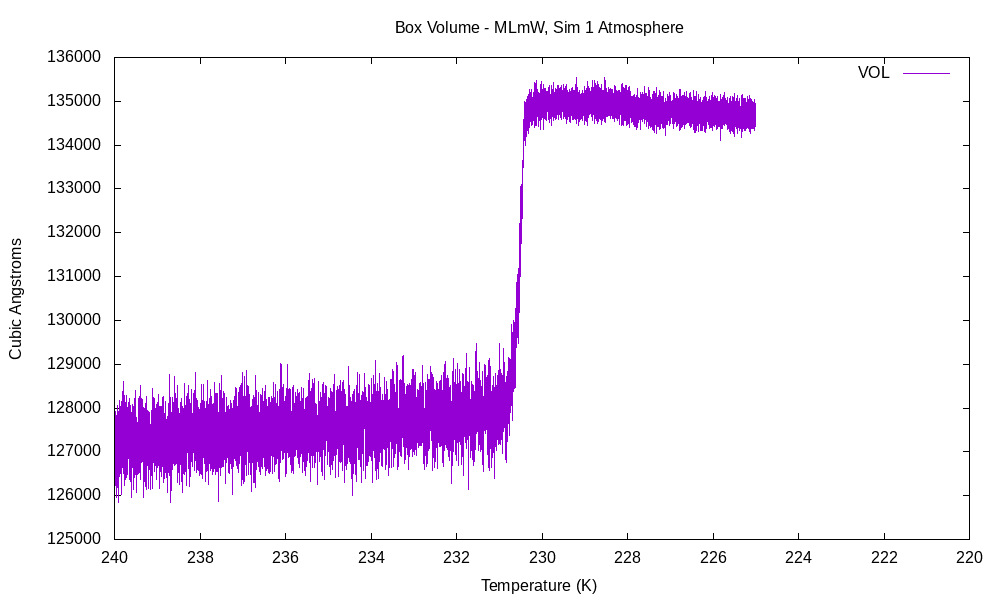 Box Volume - MLmW, Sim 1 Atmosphere
VOL
136000
135000
134000
133000
132000
131000
130000
129000
128000
127000
126000
125000
Cubic Angstroms
240 238 236 234 232 230 228 226 224 222 220
Temperature (K)